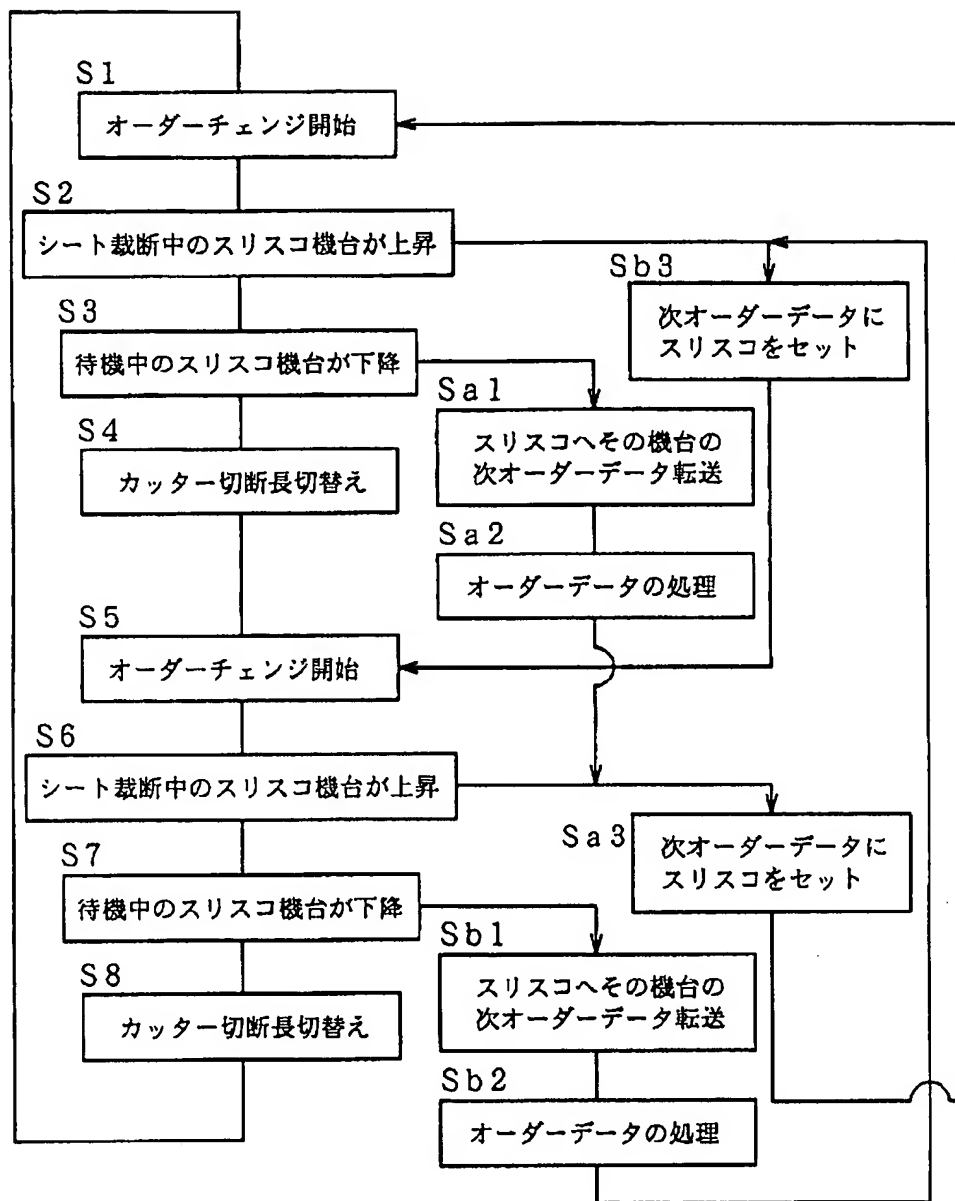 S1
オーダーチェンジ開始
S2
シート裁断中のスリスコ機台が上昇
Sb3
次オーダーデータに
スリスコをセット
S3
待機中のスリスコ機台が下降
Sa1
スリスコへその機台の
次オーダーデータ転送
S4
カッター切断長切替え
Sa2
オーダーデータの処理
S5
オーダーチェンジ開始
S6
シート裁断中のスリスコ機台が上昇
Sa3
次オーダーデータに
スリスコをセット
S7
待機中のスリスコ機台が下降
Sb1
スリスコへその機台の
次オーダーデータ転送
S8
カッター切断長切替え
Sb2
オーダーデータの処理